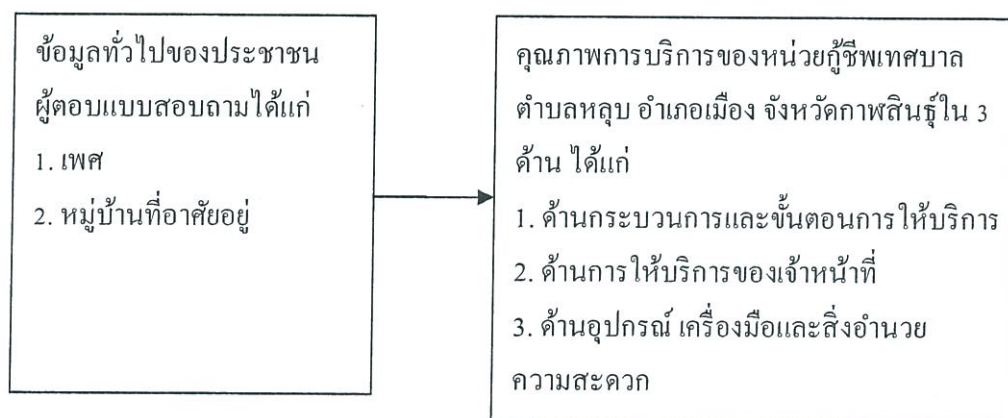 ข้อมูลทั่วไปของประชาชน
ผู้ตอบแบบสอบถามได้แก่
1. เพศ
2. หมู่บ้านที่อาศัยอยู่
คุณภาพการบริการของหน่วยกู้ชีพเทศบาล
ตำบลหลุบ อำเภอเมือง จังหวัดกาฬสินธุ์ใน 3
ด้าน ได้แก่
1. ด้านกระบวนการและขั้นตอนการให้บริการ
2. ด้านการให้บริการของเจ้าหน้าที่
3. ด้านอุปกรณ์ เครื่องมือและสิ่งอำนวย
ความสะดวก